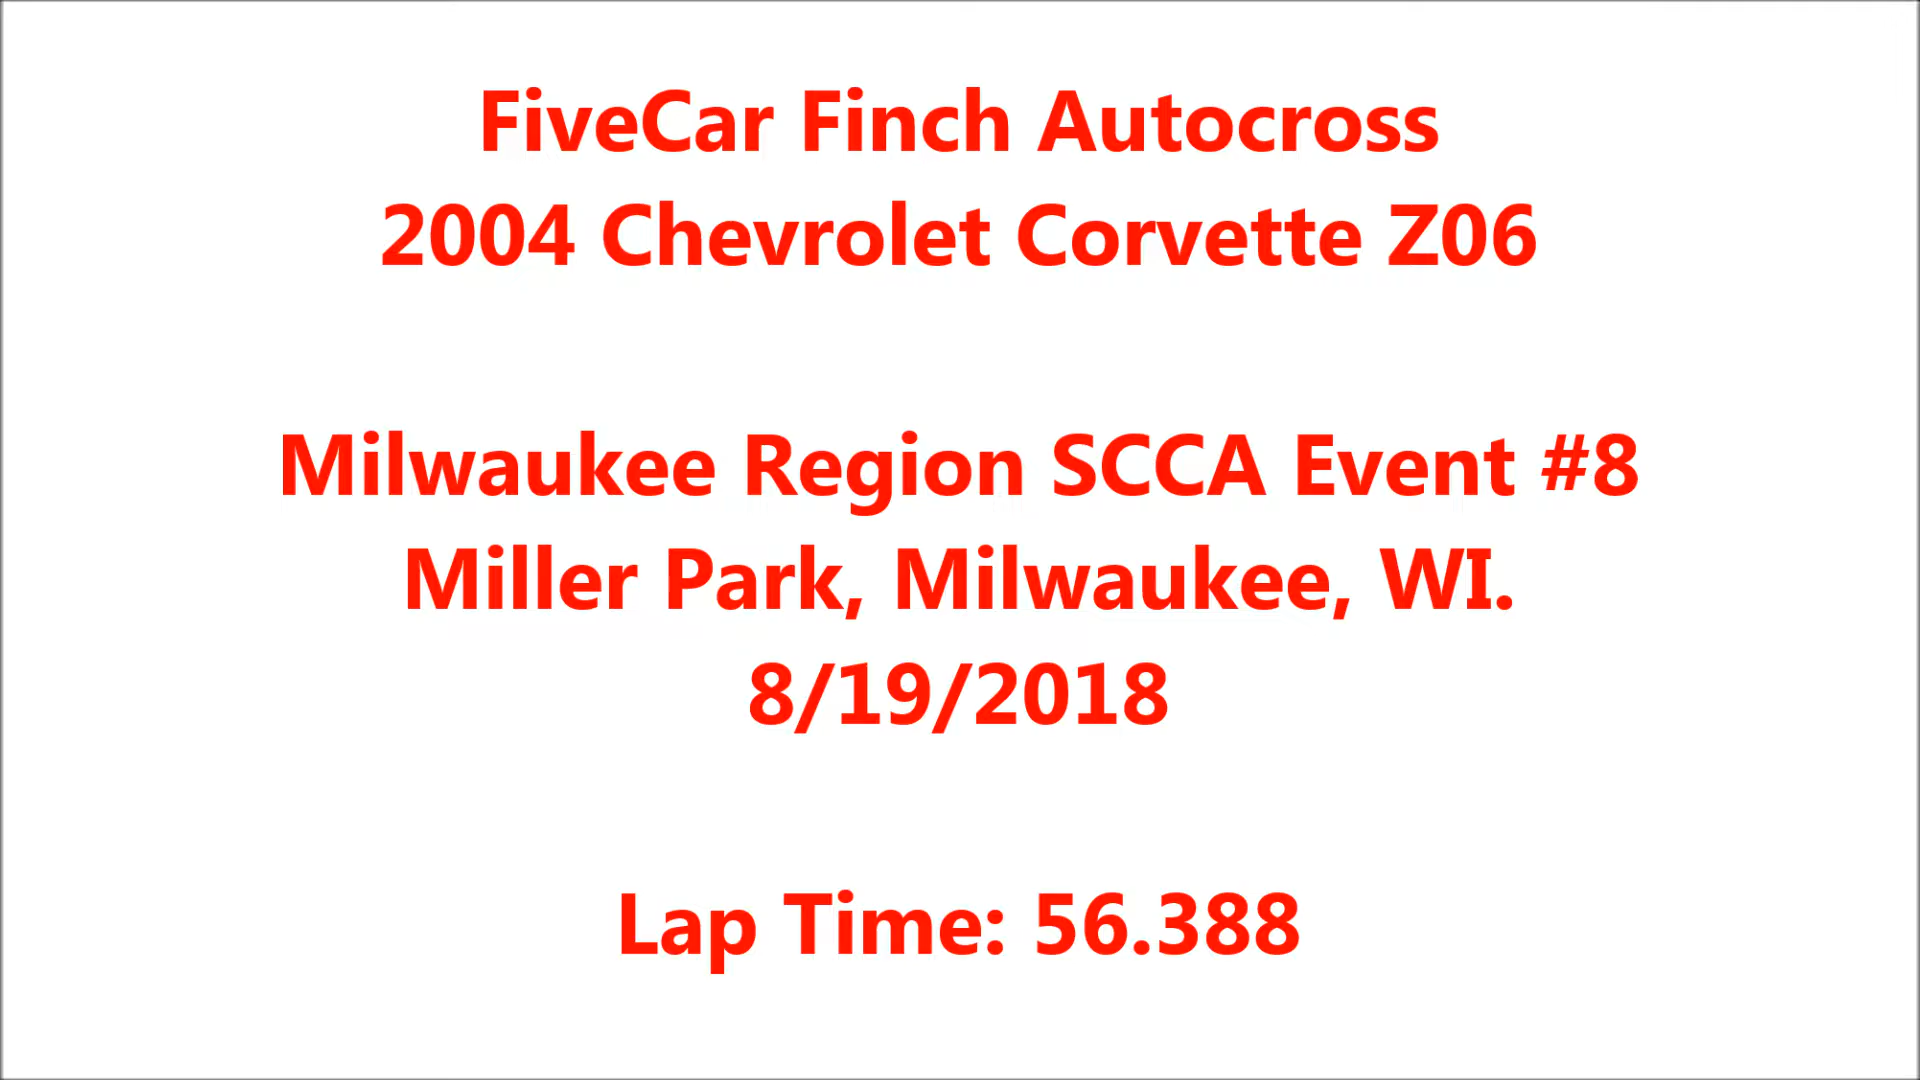 FiveCar Finch Autocross
2004 Chevrolet Corvette Z06
Milwaukee Region SCCA Event #8
Miller Park, Milwaukee, WI.
8/19/2018
Lap Time: 56.388